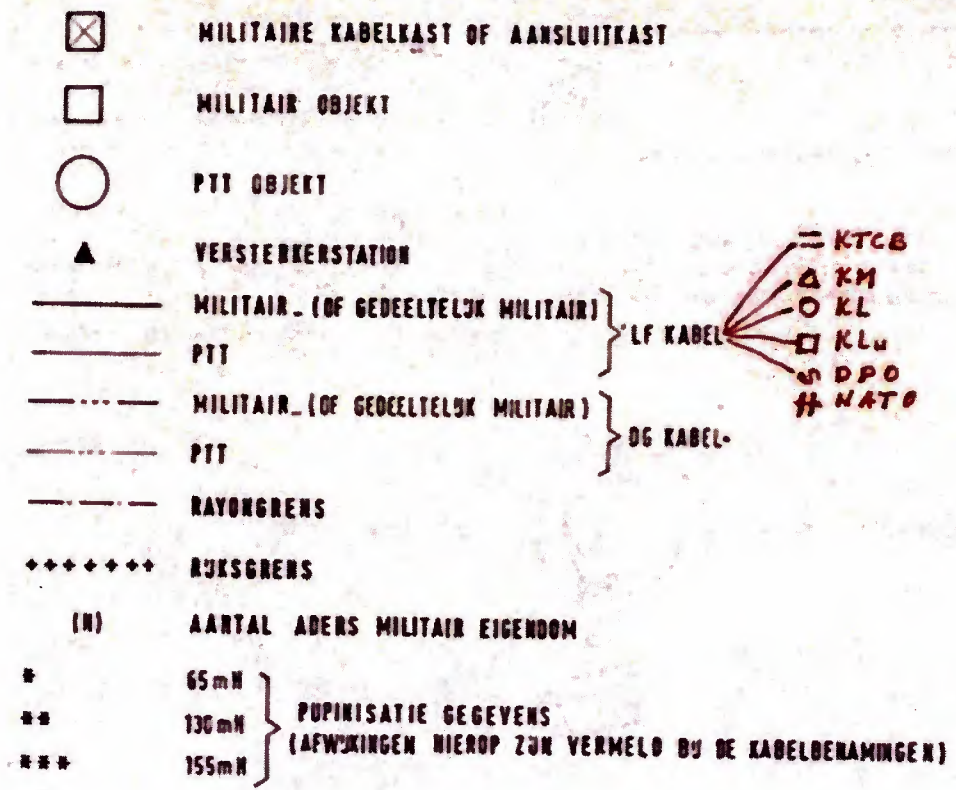 MILITAIRE KABELKAST OF AANSLUITKAST
MILITAIR OBJEKT
PTT OBJEKT
VERSTERKERSTATION
MILITAIR_(OF GEDEELTELIJK MILITAIR)
PTT
LF KABEL
= KTCB
KM
KL
KLu
DPO
# NATO
MILITAIR_(OF GEDEELTELIJK MILITAIR)
PTT
DG KABEL
RAYONGRENS
+++++++ RIJKSGRENS
(N) AANTAL ADERS MILITAIR EIGENDOM
* 65mH
** 130mH
*** 155mH
PUPINISATIE GEGEVENS
(AFWIJKINGEN HIEROP ZIJN VERMELD BIJ DE KABELBENAMINGEN)